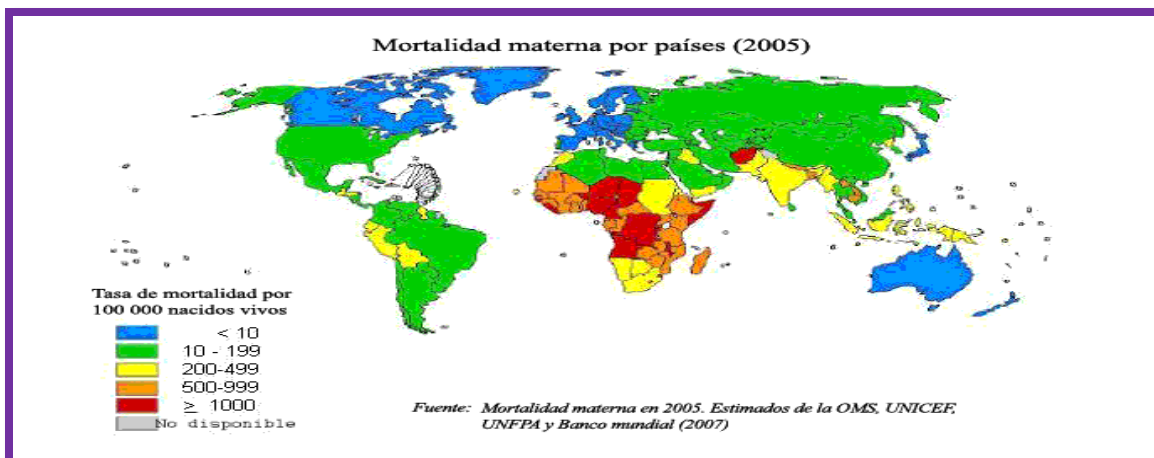 Mortalidad materna por países (2005)
Tasa de mortalidad por
100 000 nacidos vivos
< 10
10 - 199
200-499
500-999
≥ 1000
No disponible
Fuente: Mortalidad materna en 2005. Estimados de la OMS, UNICEF,
UNFPA y Banco mundial (2007)